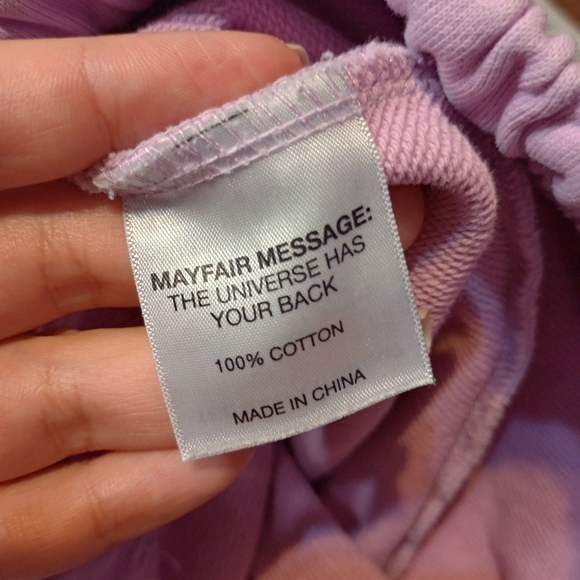 MAYFAIR MESSAGE:
THE UNIVERSE HAS
YOUR BACK
100% COTTON
MADE IN CHINA